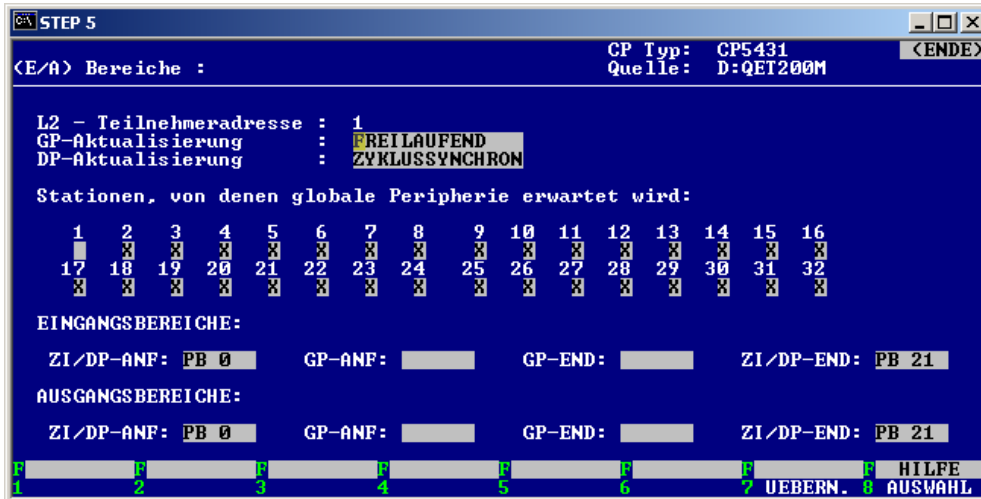 STEP 5
CP Typ: CP5431 <ENDE>
(E/A) Bereiche : Quelle: D:QET200M
L2 - Teilnehmeradresse : 1
GP-Aktualisierung : FREILAUFEND
DP-Aktualisierung : ZYKLUSSYNCHRON
Stationen, von denen globale Peripherie erwartet wird:
1 2 3 4 5 6 7 8 9 10 11 12 13 14 15 16
X X X X X X X X X X X X X X X
17 18 19 20 21 22 23 24 25 26 27 28 29 30 31 32
X X X X X X X X X X X X X X X X
EINGANGSBEREICHE:
ZI/DP-ANF: PB 0 GP-ANF: GP-END: ZI/DP-END: PB 21
AUSGANGSBEREICHE:
ZI/DP-ANF: PB 0 GP-ANF: GP-END: ZI/DP-END: PB 21
F F F F F F F F HILFE
1 2 3 4 5 6 7 UEBERN. 8 AUSWAHL